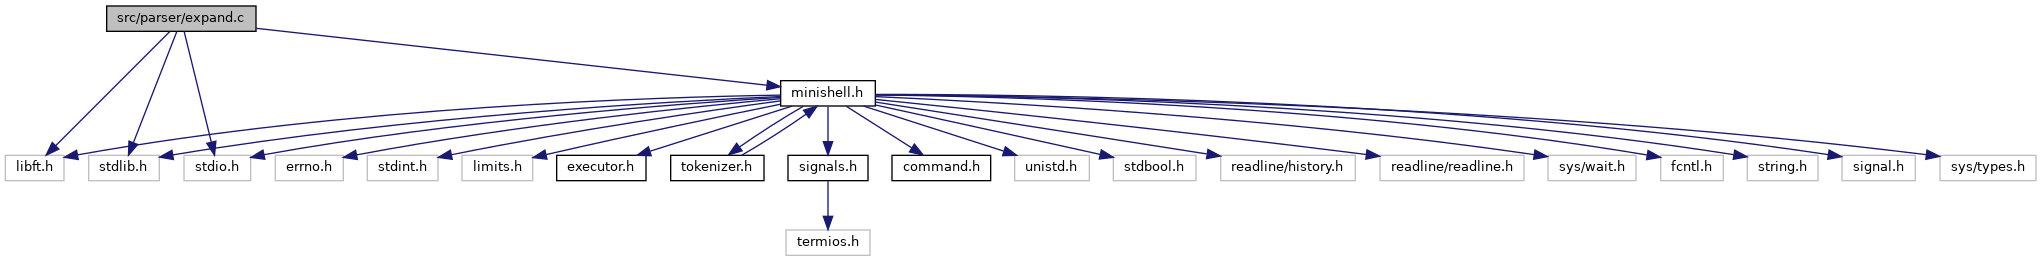 src/parser/expand.c
minishell.h
libft.h
stdlib.h
stdio.h
errno.h
stdint.h
limits.h
executor.h
tokenizer.h
signals.h
command.h
unistd.h
stdbool.h
readline/history.h
readline/readline.h
sys/wait.h
fcntl.h
string.h
signal.h
sys/types.h
termios.h